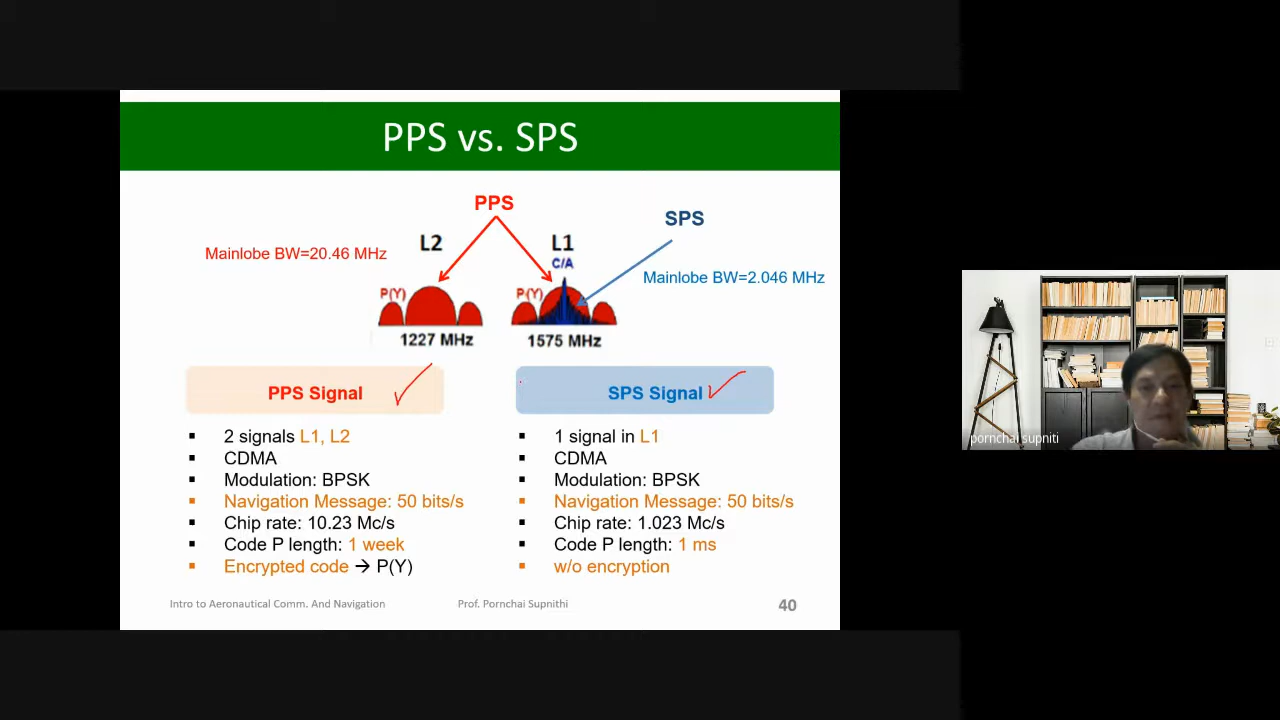 PPS vs. SPS
PPS
SPS
L2
L1
C/A
Mainlobe BW=20.46 MHz
Mainlobe BW=2.046 MHz
P(Y)
P(Y)
1227 MHz
1575 MHz
PPS Signal
▪ 2 signals L1, L2
▪ CDMA
▪ Modulation: BPSK
▪ Navigation Message: 50 bits/s
▪ Chip rate: 10.23 Mc/s
▪ Code P length: 1 week
▪ Encrypted code → P(Y)
SPS Signal
▪ 1 signal in L1
▪ CDMA
▪ Modulation: BPSK
▪ Navigation Message: 50 bits/s
▪ Chip rate: 1.023 Mc/s
▪ Code P length: 1 ms
▪ w/o encryption
Intro to Aeronautical Comm. And Navigation
Prof. Pornchai Supnithi
40
pornchai supniti